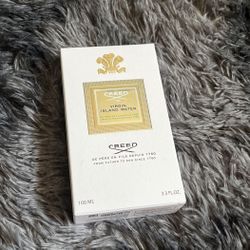 CREED
VIRGIN
ISLAND WATER
CREED
DE PÈRE EN FILS DEPUIS 1760
FROM FATHER TO SON SINCE 1760
100 ML
3.3 FL.OZ.